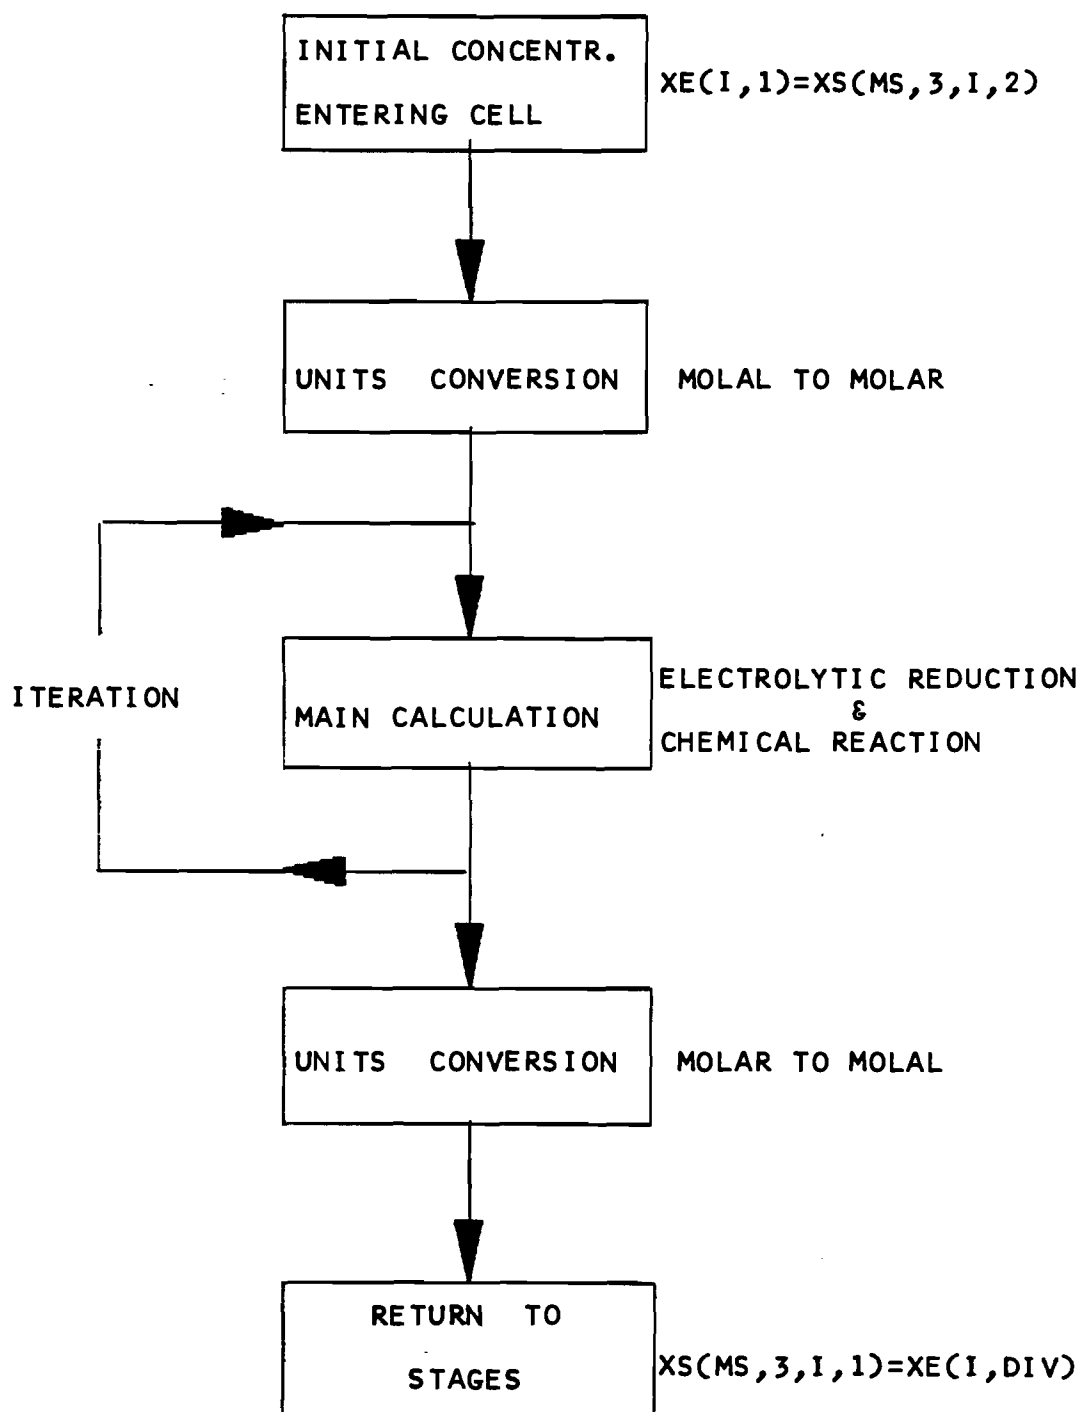 INITIAL CONCENTR.
ENTERING CELL
XE(I,1)=XS(MS,3,I,2)
UNITS CONVERSION
MOLAL TO MOLAR
ITERATION
MAIN CALCULATION
ELECTROLYTIC REDUCTION
&
CHEMICAL REACTION
UNITS CONVERSION
MOLAR TO MOLAL
RETURN TO
STAGES
XS(MS,3,I,1)=XE(I,DIV)